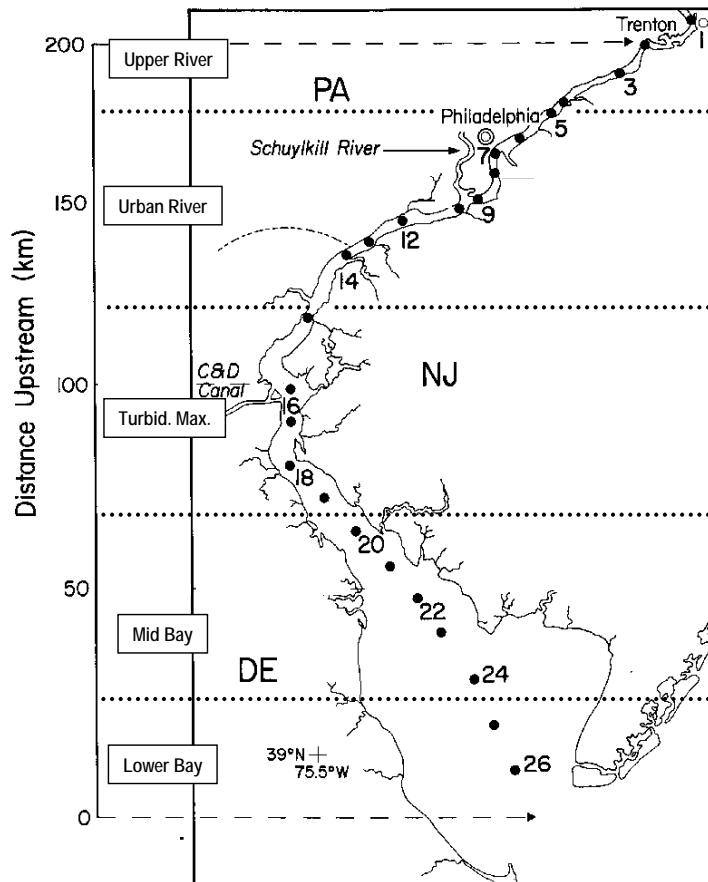 Trenton
1
200
Upper River
3
PA
Philadelphia
5
Schuylkill River
7
150
Urban River
9
12
14
C&D
Canal
NJ
100
16
Turbid. Max.
18
Distance Upstream (km)
20
50
22
Mid Bay
DE
24
39°N
75.5°W
Lower Bay
26
0